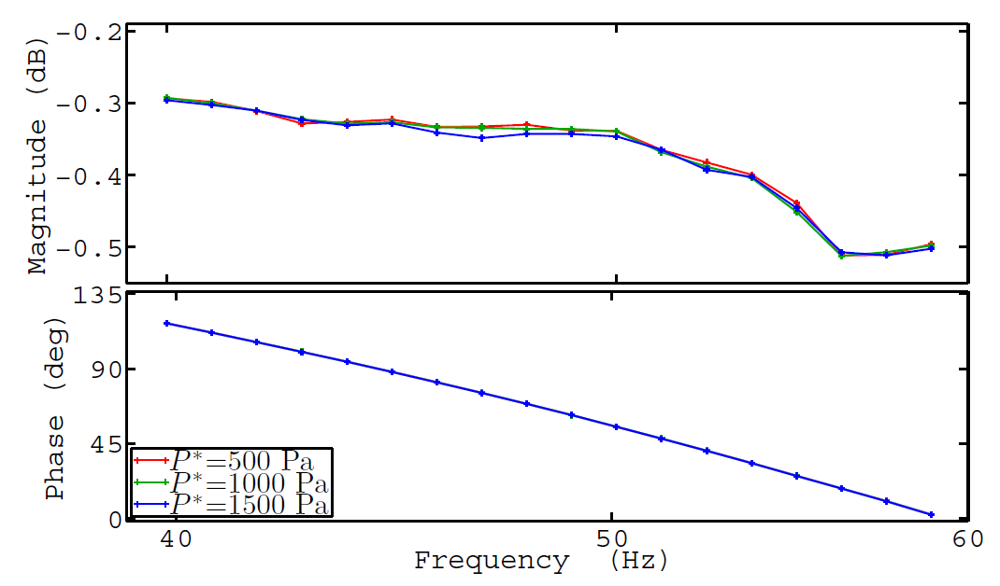 Magnitude (dB)
-0.2
-0.3
-0.4
-0.5
Phase (deg)
135
90
45
0
P*=500 Pa
P*=1000 Pa
P*=1500 Pa
40 50 60
Frequency (Hz)